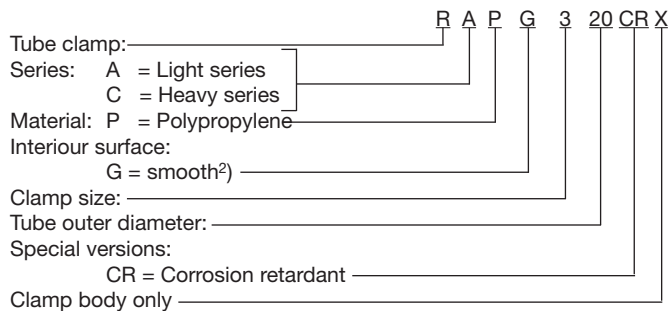 R A P G 3 20 CR X
Tube clamp:
Series: A = Light series
C = Heavy series
Material: P = Polypropylene
Interiour surface:
G = smooth²)
Clamp size:
Tube outer diameter:
Special versions:
CR = Corrosion retardant
Clamp body only